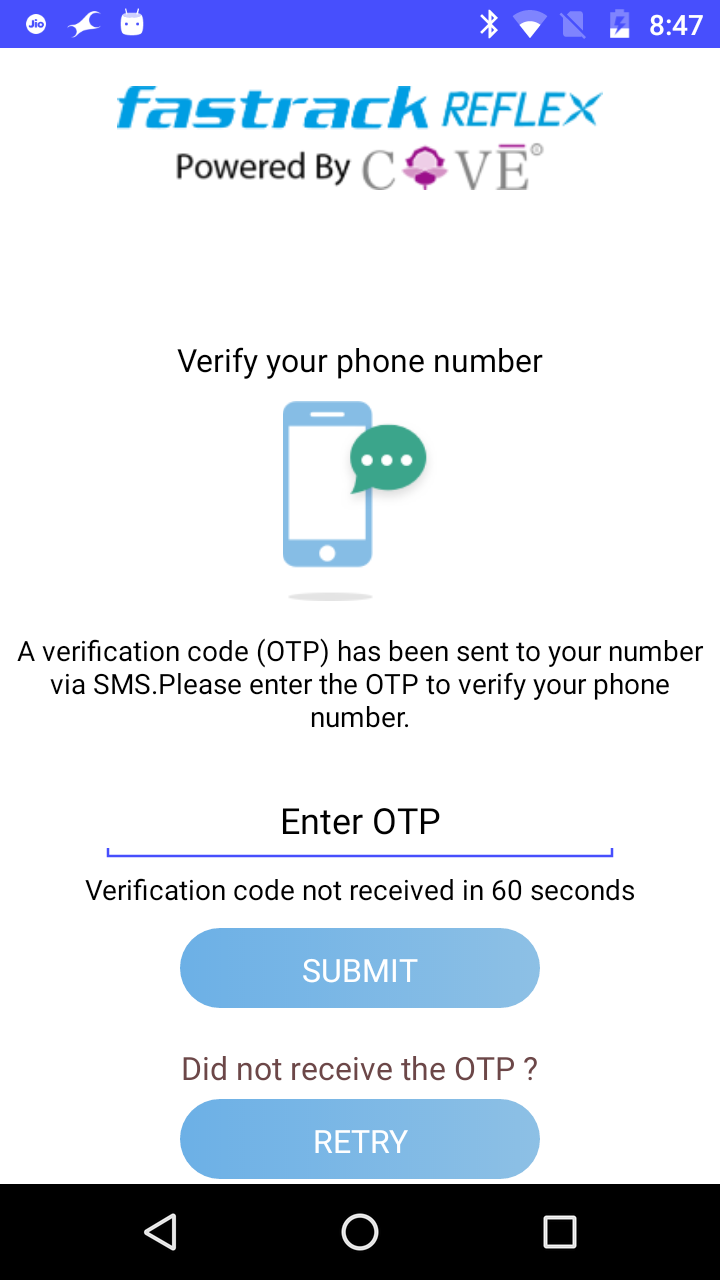 Jio 8:47
fastrack REFLEX
Powered By COVE®
Verify your phone number
A verification code (OTP) has been sent to your number
via SMS.Please enter the OTP to verify your phone
number.
Enter OTP
Verification code not received in 60 seconds
SUBMIT
Did not receive the OTP ?
RETRY